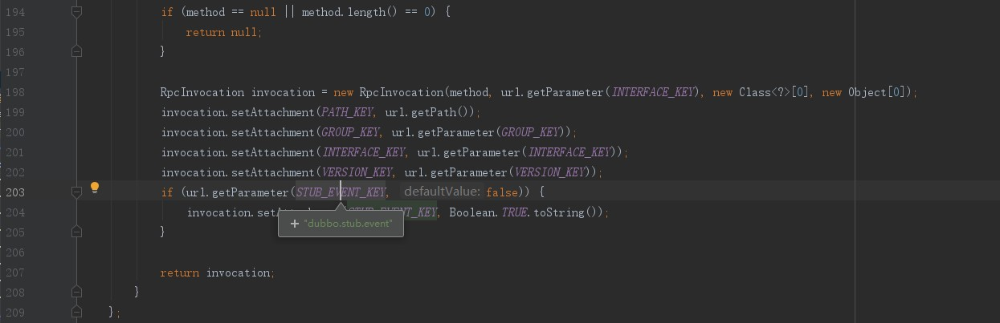 194 if (method == null || method.length() == 0) {
195 return null;
196 }
197
198 RpcInvocation invocation = new RpcInvocation(method, url.getParameter(INTERFACE_KEY), new Class<?>[0], new Object[0]);
199 invocation.setAttachment(PATH_KEY, url.getPath());
200 invocation.setAttachment(GROUP_KEY, url.getParameter(GROUP_KEY));
201 invocation.setAttachment(INTERFACE_KEY, url.getParameter(INTERFACE_KEY));
202 invocation.setAttachment(VERSION_KEY, url.getParameter(VERSION_KEY));
203 if (url.getParameter(STUB_EVENT_KEY, defaultValue: false)) {
204 invocation.setA STUB_EVENT_KEY, Boolean.TRUE.toString());
+ "dubbo.stub.event"
205 }
206
207 return invocation;
208 }
209 };